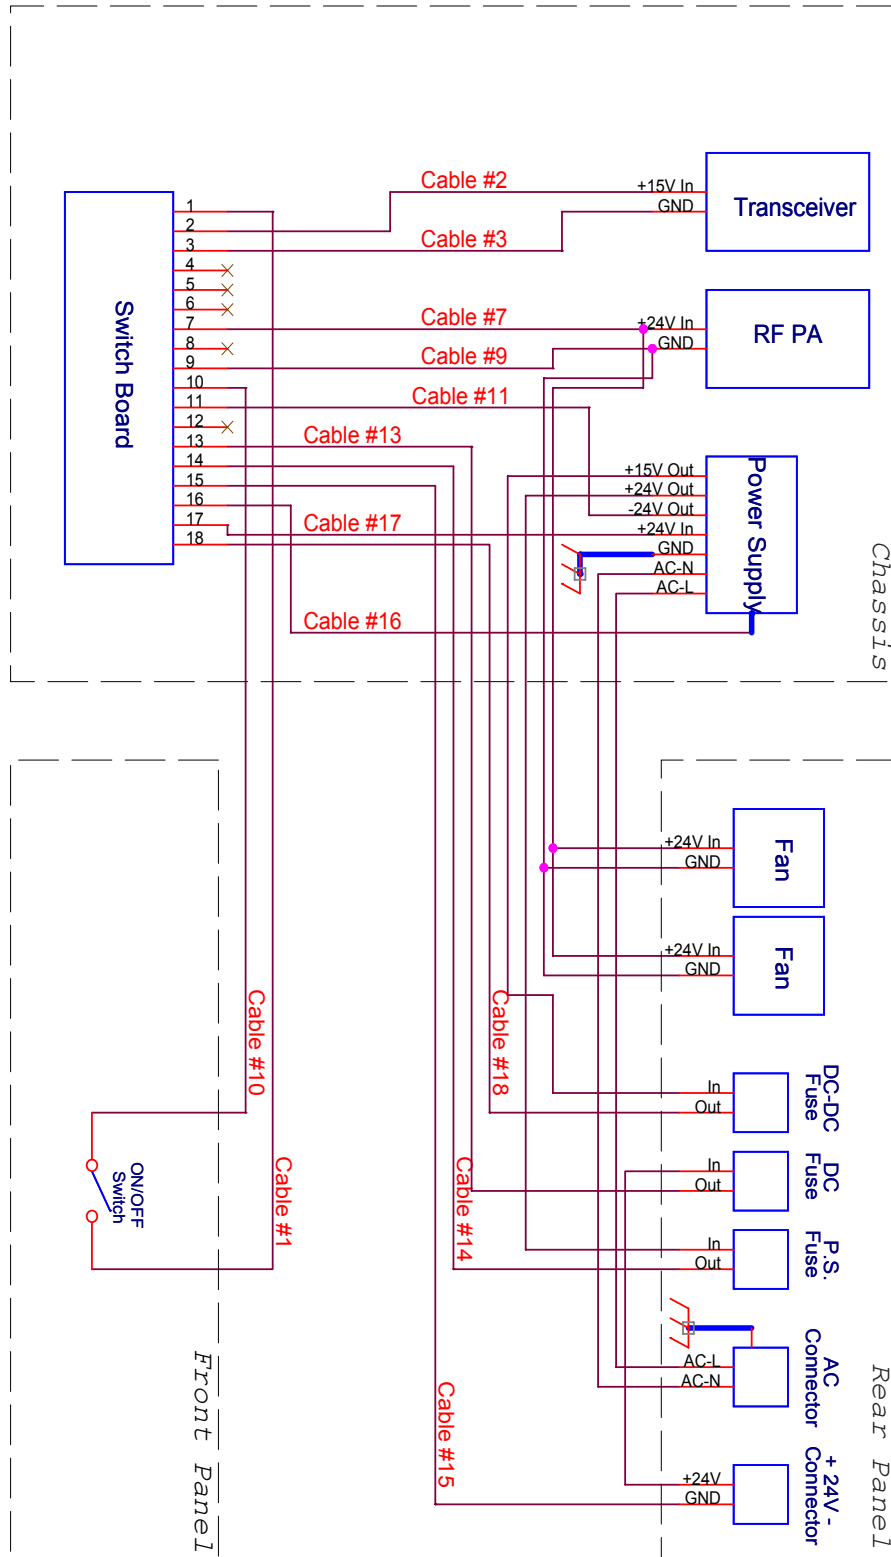 Cable #2
+15V In
GND
Transceiver
Cable #3
1
2
3
4
5
6
7
8
9
10
11
12
13
14
15
16
17
18
Switch Board
Cable #7
+24V In
GND
RF PA
Cable #9
Cable #11
Cable #13
+15V Out
+24V Out
-24V Out
+24V In
GND
AC-N
AC-L
Power Supply
Cable #17
Cable #16
Chassis
+24V In
GND
Fan
+24V In
GND
Fan
Cable #10
Cable #18
In
Out
DC-DC
Fuse
In
Out
DC
Fuse
ON/OFF
Switch
Cable #1
Cable #14
In
Out
P.S.
Fuse
AC-L
AC-N
AC
Connector
Cable #15
+24V
GND
+ 24V -
Connector
Front Panel
Rear Panel